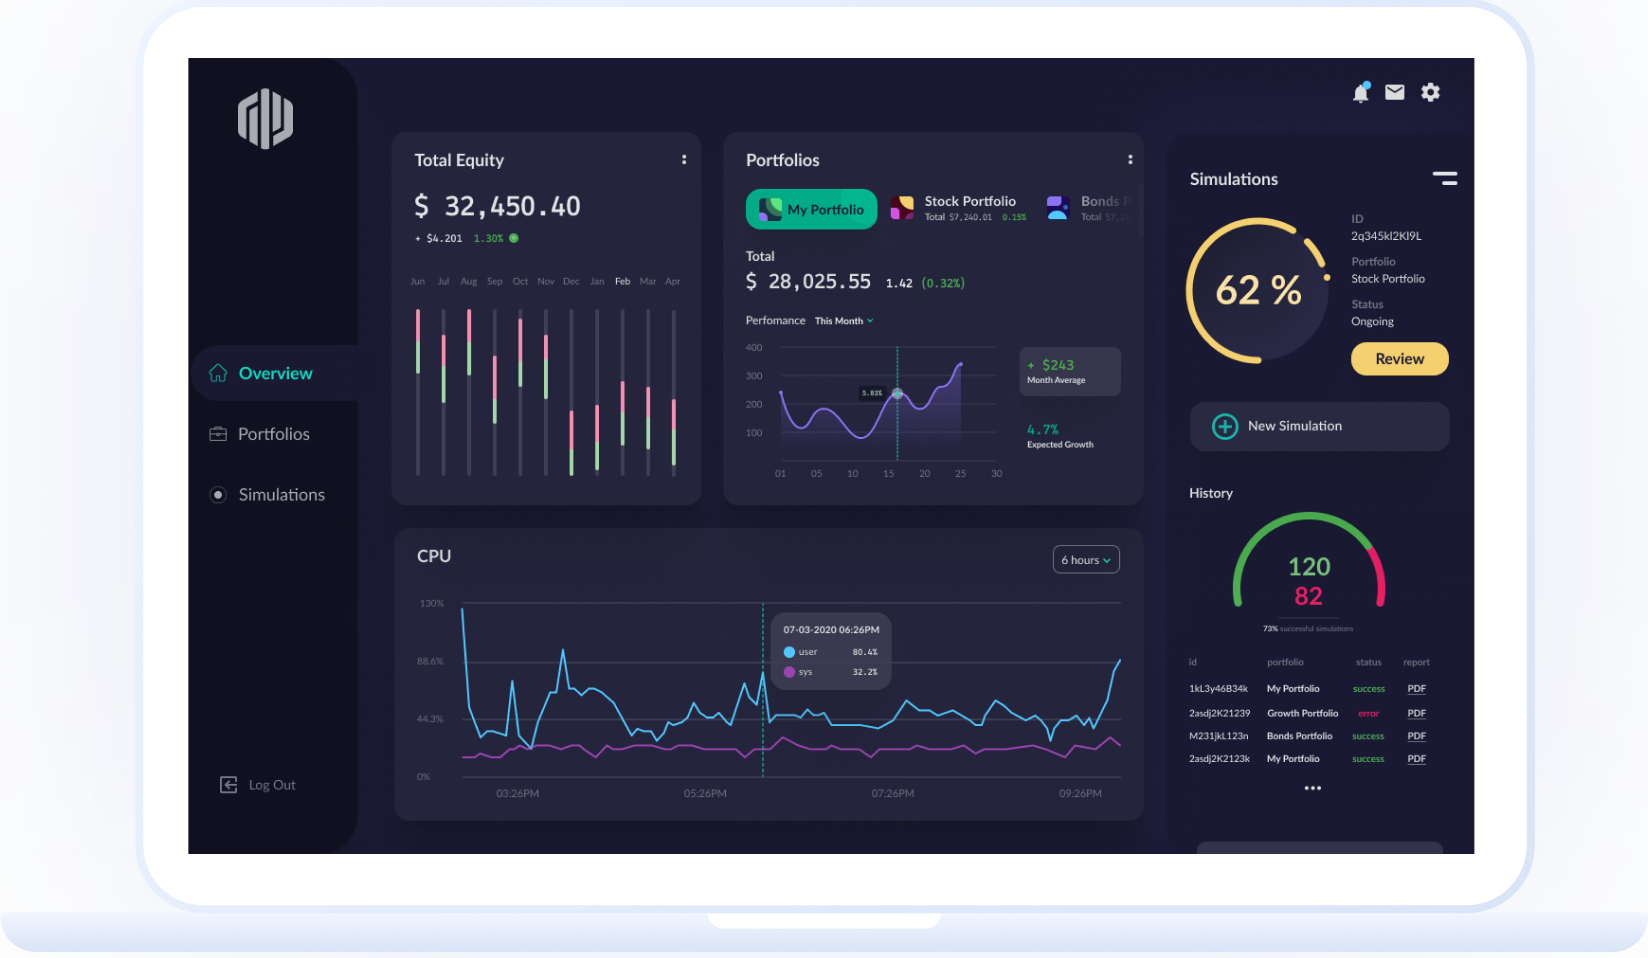 Total Equity
$ 32,450.40
+ $4.201 1.30%
Jun Jul Aug Sep Oct Nov Dec Jan Feb Mar Apr
Portfolios
My Portfolio
Stock Portfolio
Total $7,240.01 0.15%
Bonds
Total
Total
$ 28,025.55 1.42 (0.32%)
Perfomance This Month
400
300
200
100
5.83%
01 05 10 15 20 25 30
+ $243
Month Average
4.7%
Expected Growth
Simulations
62 %
ID
2q345kl2Kl9L
Portfolio
Stock Portfolio
Status
Ongoing
Review
New Simulation
Overview
Portfolios
Simulations
Log Out
CPU
6 hours
130%
88.6%
44,3%
0%
07-03-2020 06:26PM
user 80.4%
sys 32.2%
03:26PM 05:26PM 07:26PM 09:26PM
History
120
82
73% successful simulations
id portfolio status report
1kL3y46B34k My Portfolio success PDF
2asdj2K21239 Growth Portfolio error PDF
M231jkL123n Bonds Portfolio success PDF
2asdj2K2123k My Portfolio success PDF